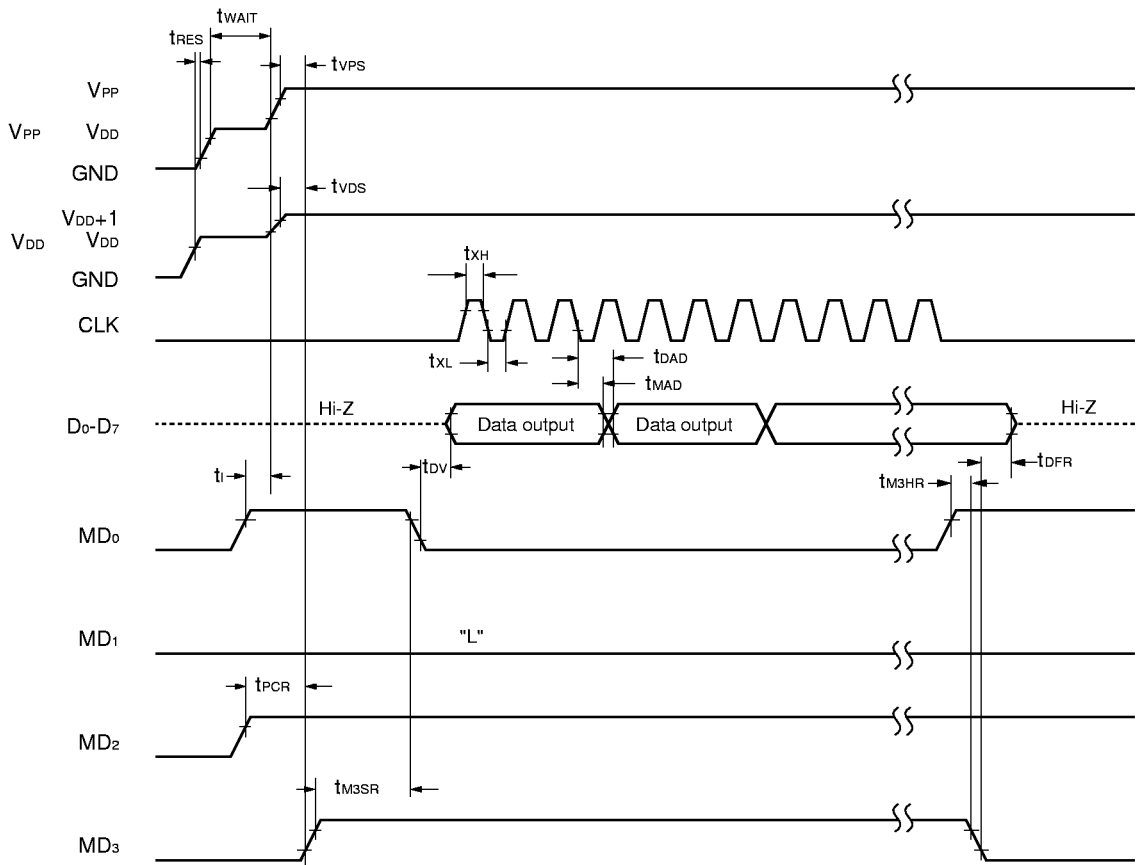 tWAIT
tRES
tVPS
VPP
VPP VDD
GND
tVDS
VDD+1
VDD VDD
GND
tXH
CLK
tXL
tDAD
tMAD
D0-D7
Hi-Z
Data output
Data output
Hi-Z
tI
tDV
tDFR
tM3HR
MD0
MD1
"L"
tPCR
MD2
tM3SR
MD3